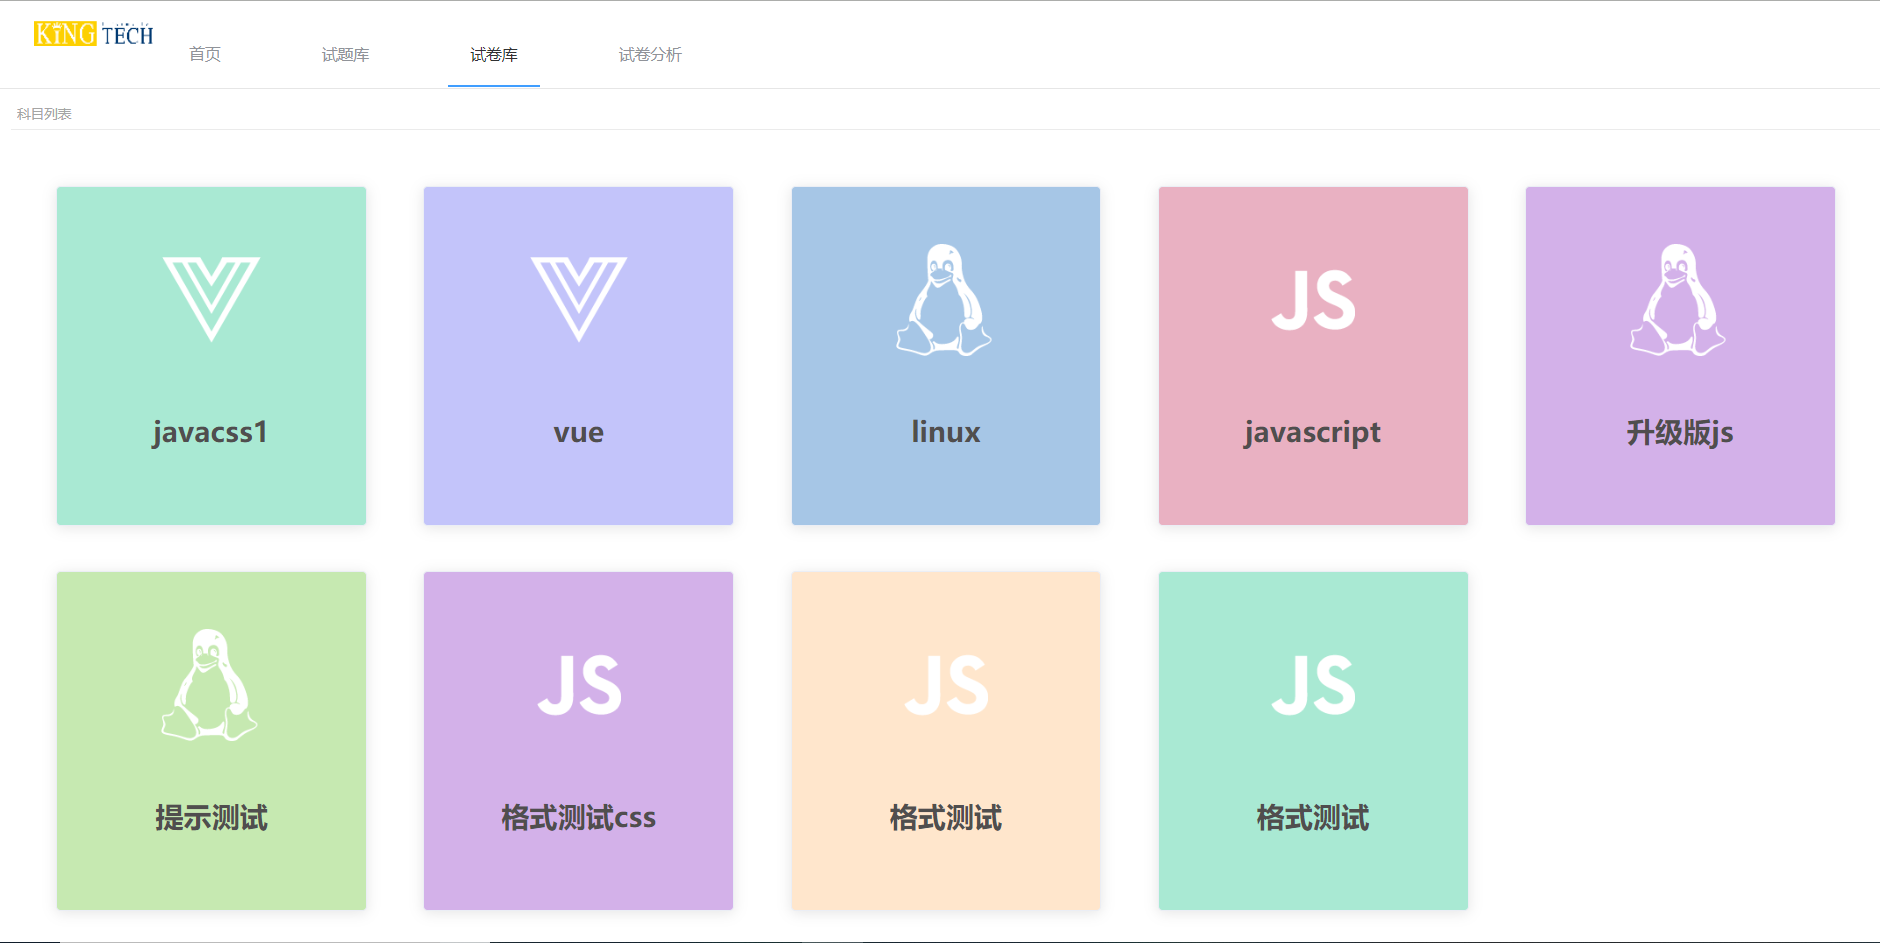 KING TECH
首页 试题库 试卷库 试卷分析
科目列表
JS
javacss1 vue linux javascript 升级版js
JS JS JS
提示测试 格式测试css 格式测试 格式测试